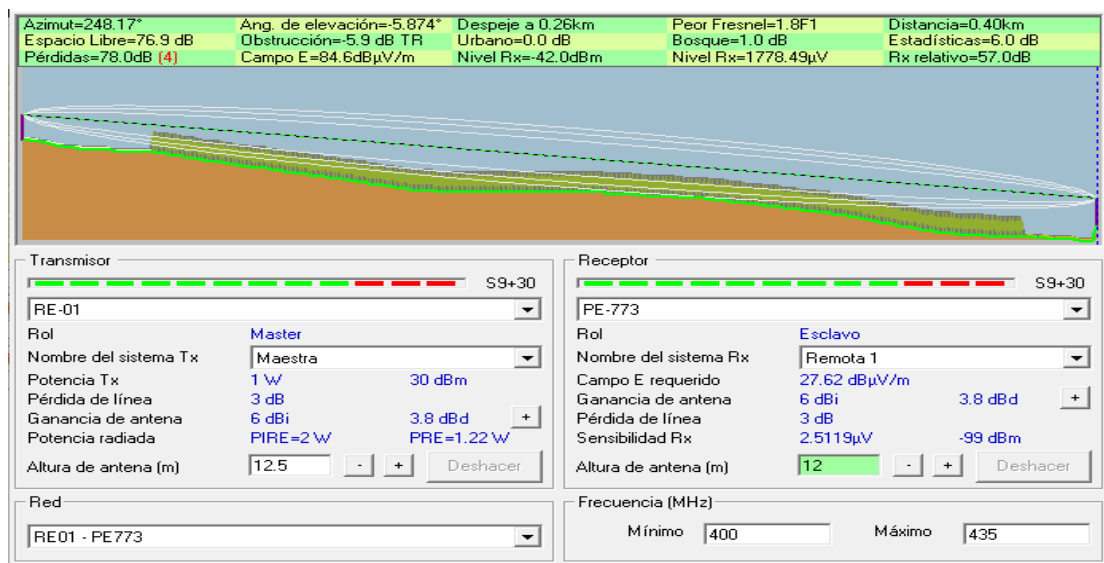 Azimut=248.17° Ang. de elevación=-5.874° Despeje a 0.26km Peor Fresnel=1.8F1 Distancia=0.40km
Espacio Libre=76.9 dB Obstrucción=-5.9 dB TR Urbano=0.0 dB Bosque=1.0 dB Estadísticas=6.0 dB
Pérdidas=78.0dB (4) Campo E=84.6dBµV/m Nivel Rx=-42.0dBm Nivel Rx=1778.49µV Rx relativo=57.0dB
Transmisor
S9+30
RE-01
Rol Master
Nombre del sistema Tx Maestra
Potencia Tx 1 W 30 dBm
Pérdida de línea 3 dB
Ganancia de antena 6 dBi 3.8 dBd +
Potencia radiada PIRE=2 W PRE=1.22 W
Altura de antena (m) 12.5 - + Deshacer
Red
RE01 - PE773
Receptor
S9+30
PE-773
Rol Esclavo
Nombre del sistema Rx Remota 1
Campo E requerido 27.62 dBµV/m
Ganancia de antena 6 dBi 3.8 dBd +
Pérdida de línea 3 dB
Sensibilidad Rx 2.5119µV -99 dBm
Altura de antena (m) 12 - + Deshacer
Frecuencia (MHz)
Mínimo 400 Máximo 435